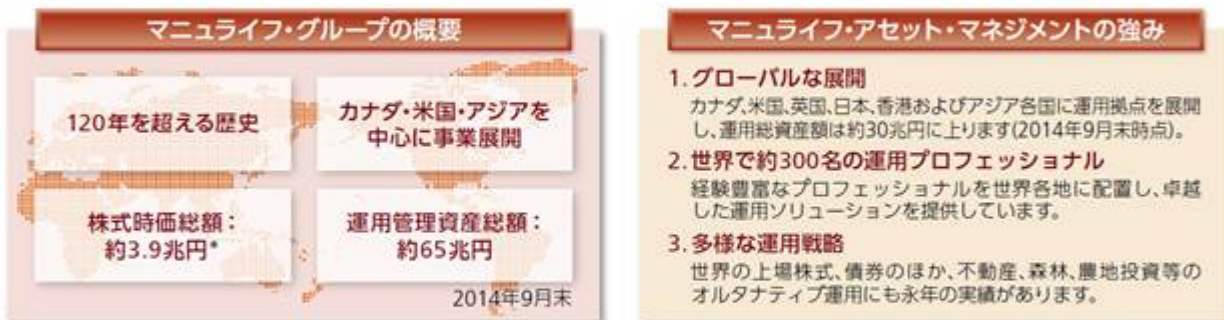 マニュライフ・グループの概要
120年を超える歴史
カナダ・米国・アジアを
中心に事業展開
株式時価総額：
約3.9兆円*
運用管理資産総額：
約65兆円
2014年9月末
マニュライフ・アセット・マネジメントの強み
1. グローバルな展開
カナダ、米国、英国、日本、香港およびアジア各国に運用拠点を展開
し、運用総資産額は約30兆円に上ります(2014年9月末時点)。
2. 世界で約300名の運用プロフェッショナル
経験豊富なプロフェッショナルを世界各地に配置し、卓越
した運用ソリューションを提供しています。
3. 多様な運用戦略
世界の上場株式、債券のほか、不動産、森林、農地投資等の
オルタナティブ運用にも永年の実績があります。